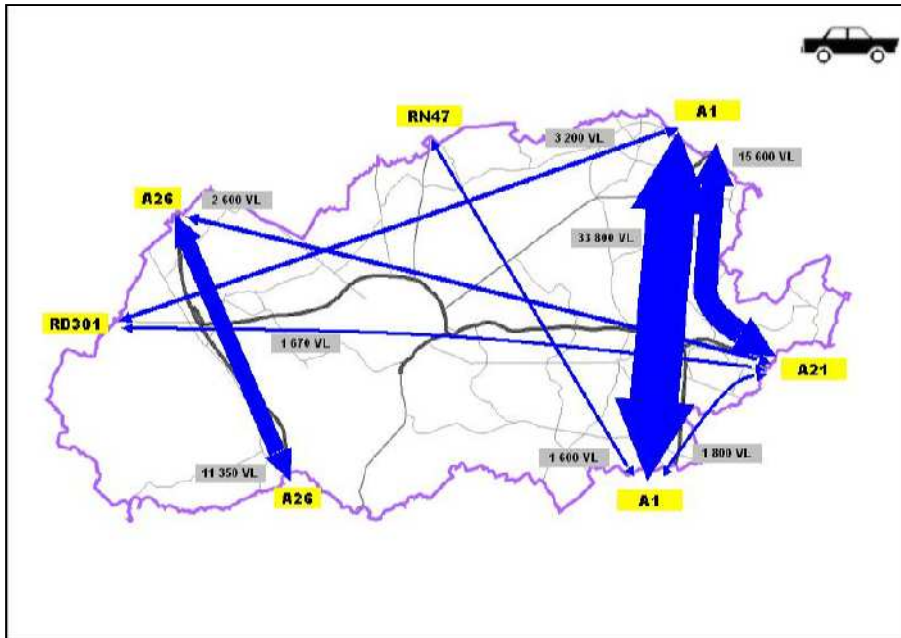 A1
RN47
3 200 VL
15 600 VL
A26
2 600 VL
33 800 VL
RD301
1 670 VL
A21
11 350 VL
1 600 VL
1 800 VL
A26
A1